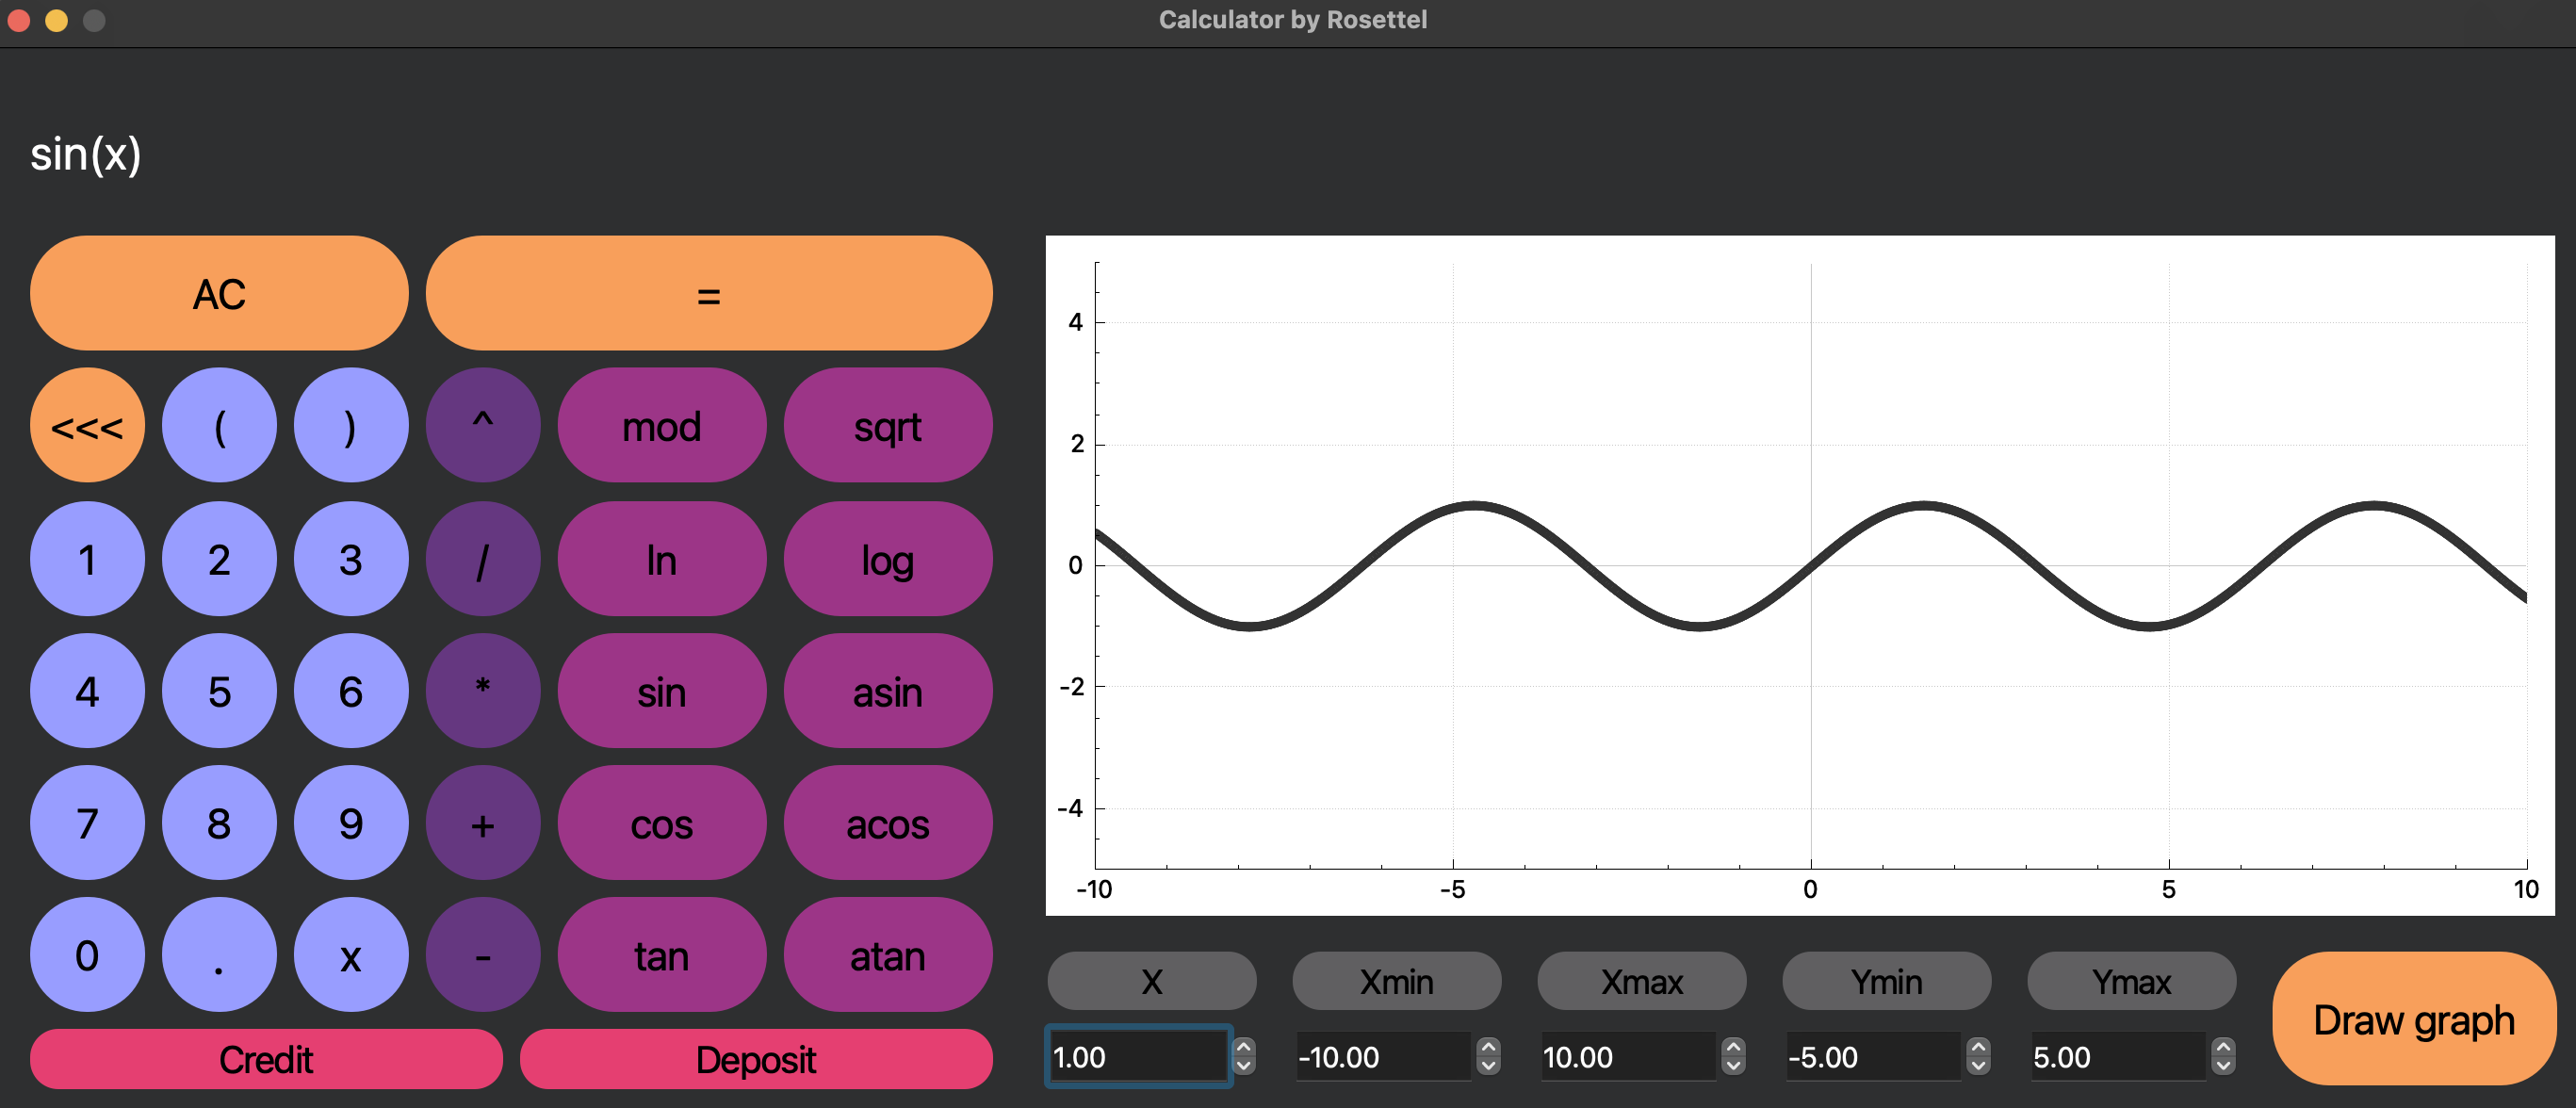 Calculator by Rosettel
sin(x)
AC =
<<< ( ) ^ mod sqrt
1 2 3 / ln log
4 5 6 * sin asin
7 8 9 + cos acos
0 . x - tan atan
Credit Deposit
4
2
0
-2
-4
-10 -5 0 5 10
X Xmin Xmax Ymin Ymax
1.00 -10.00 10.00 -5.00 5.00
Draw graph